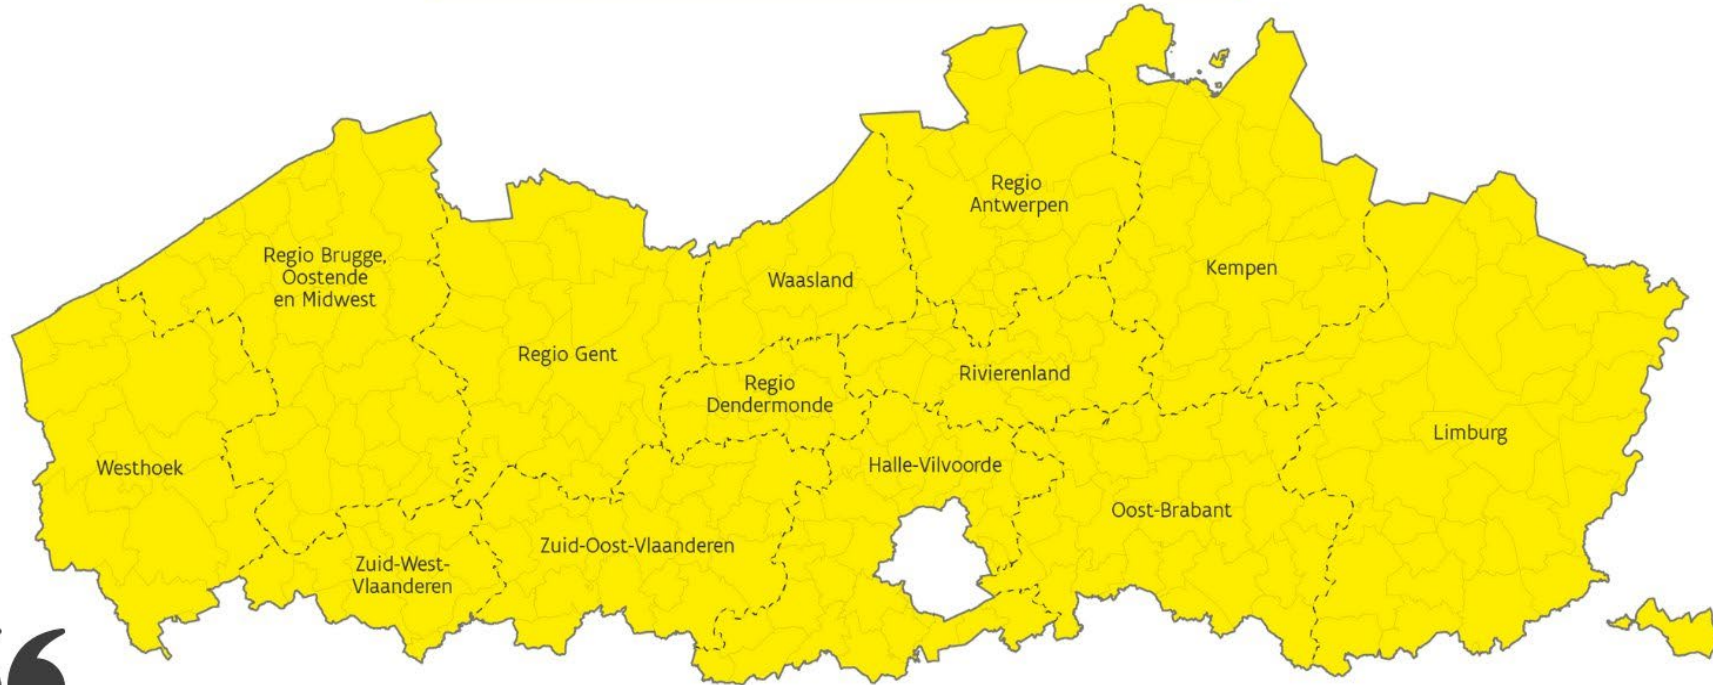 Regio
Antwerpen
Regio Brugge,
Oostende
en Midwest
Waasland
Kempen
Regio Gent
Regio
Dendermonde
Rivierenland
Limburg
Westhoek
Halle-Vilvoorde
Oost-Brabant
Zuid-Oost-Vlaanderen
Zuid-West-
Vlaanderen